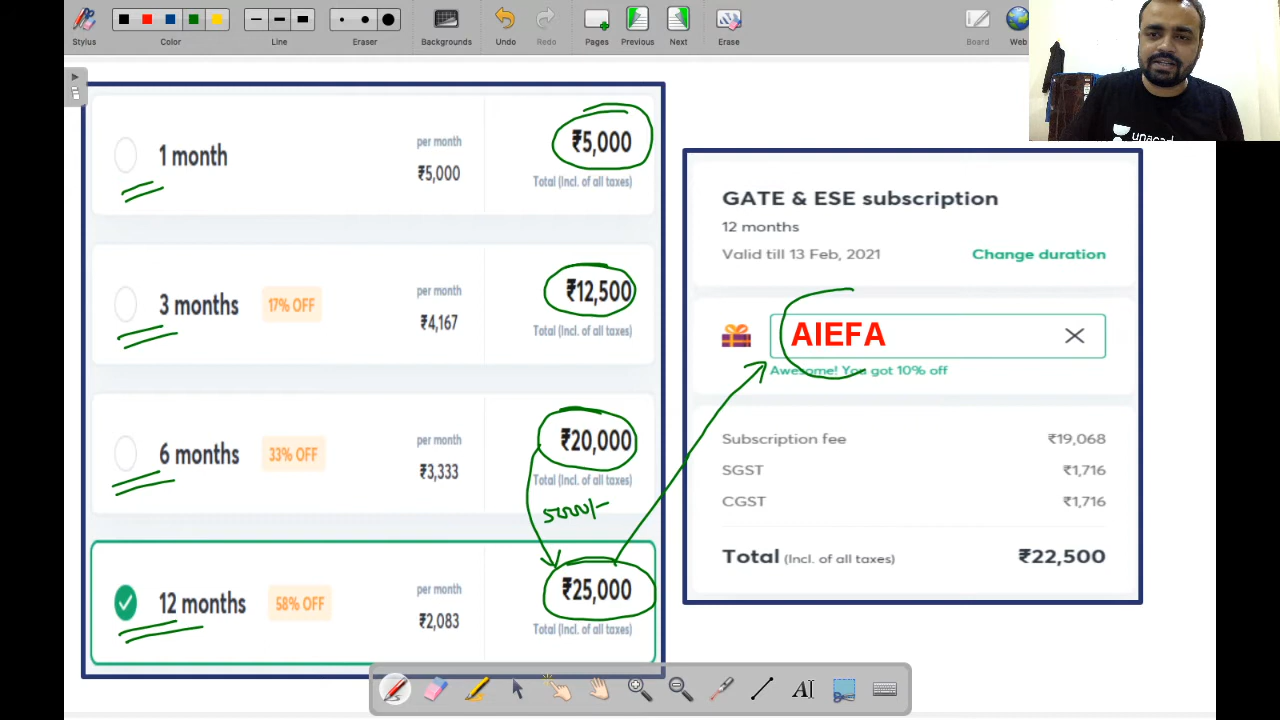 Stylus
Color
Line
Eraser
Backgrounds
Undo
Redo
Pages
Previous
Next
Erase
Board
Web
1 month
per month
₹5,000
₹5,000
Total (Incl. of all taxes)
3 months
17% OFF
per month
₹4,167
₹12,500
Total (Incl. of all taxes)
6 months
33% OFF
per month
₹3,333
₹20,000
Total (Incl. of all taxes)
5000/-
12 months
58% OFF
per month
₹2,083
₹25,000
Total (Incl. of all taxes)
GATE & ESE subscription
12 months
Valid till 13 Feb, 2021
Change duration
AIEFA
Awesome! You got 10% off
Subscription fee ₹19,068
SGST ₹1,716
CGST ₹1,716
Total (Incl. of all taxes) ₹22,500
unacad
AI